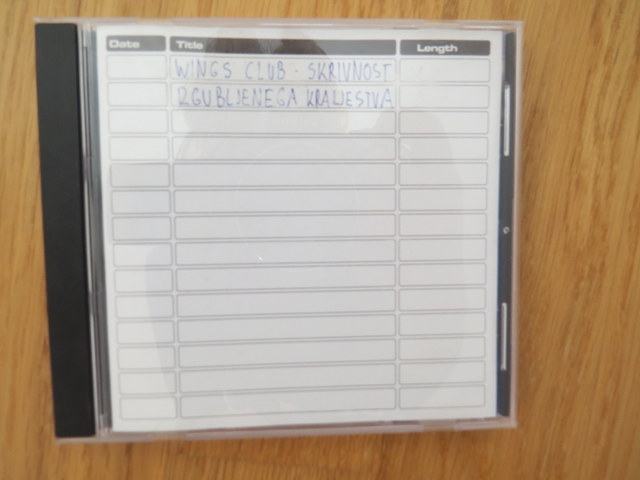 Date Title Length
WINGS CLUB - SKRIVNOST
IZGUBLJENEGA KRALJESTVA